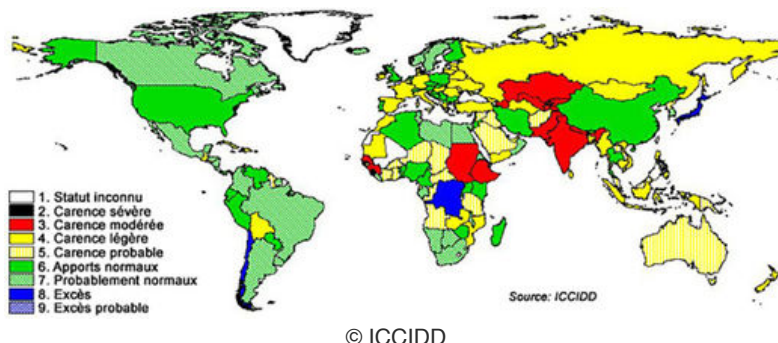 1. Statut inconnu
2. Carence sévère
3. Carence modérée
4. Carence légère
5. Carence probable
6. Apports normaux
7. Probablement normaux
8. Excès
9. Excès probable
Source: ICCIDD
© ICCIDD